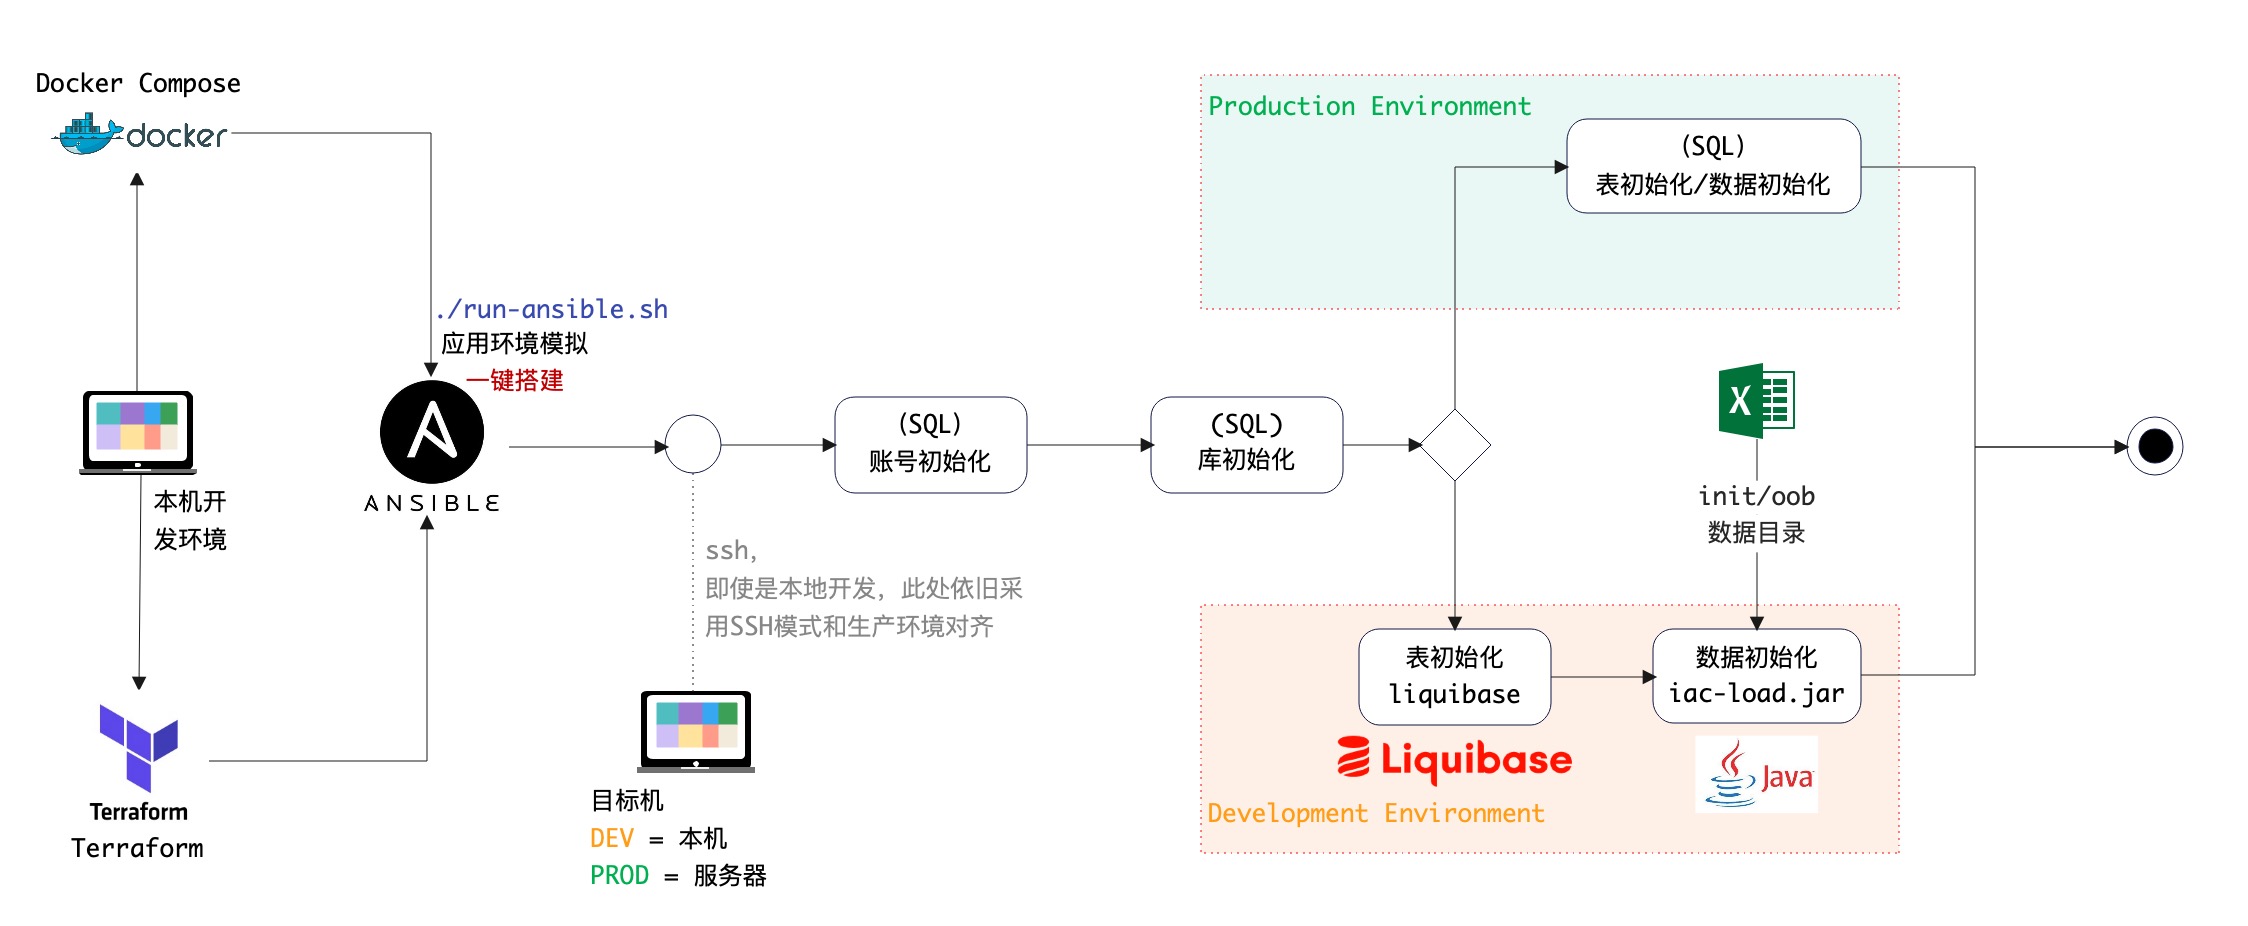 Docker Compose
docker
本机开
发环境
Terraform
Terraform
./run-ansible.sh
应用环境模拟
一键搭建
ANSIBLE
ssh,
即使是本地开发，此处依旧采
用SSH模式和生产环境对齐
目标机
DEV = 本机
PROD = 服务器
(SQL)
账号初始化
(SQL)
库初始化
Production Environment
(SQL)
表初始化/数据初始化
X
init/oob
数据目录
表初始化
liquibase
数据初始化
iac-load.jar
Liquibase
Java
Development Environment